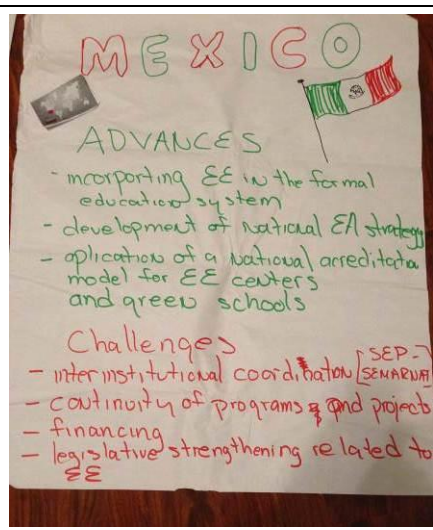 MEXICO
ADVANCES
- incorporting EE in the formal
education system
- development of National EA strategy
- aplication of a National acreditatio
model for EE centers
and green schools
Challenges
- interinstitutional coordination [SEP-
SEMARNAT]
- continuity of programs and projects
- financing
- legislative strengthening related to
EE